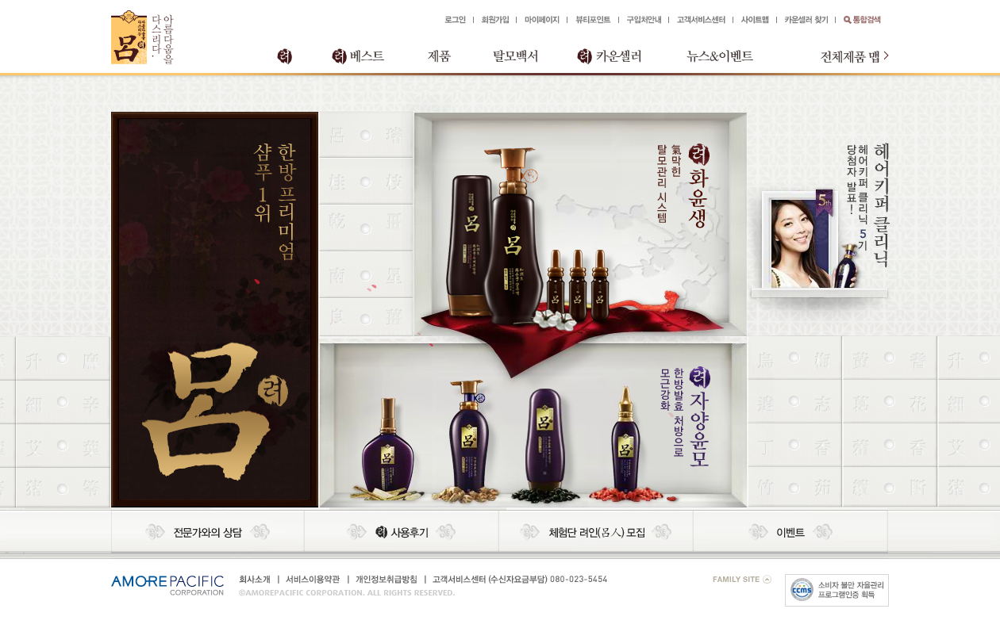 아름다움을
다스리다.
呂
려
로그인
회원가입
마이페이지
뷰티포인트
구입처안내
고객서비스센터
사이트맵
카운셀러 찾기
통합검색
려
려 베스트
제품
탈모백서
려 카운셀러
뉴스&이벤트
전체제품 맵
한방 프리미엄
샴푸 1위
呂
려
려 화윤생
氣막힌
탈모관리 시스템
呂
呂
呂
呂
呂
헤어키퍼 클리닉
헤어키퍼 클리닉 5기
당첨자 발표!
5th
려 자양윤모
한방발효 처방으로
모근강화
呂
呂
呂
呂
전문가와의 상담
려 사용후기
체험단 려인(呂人) 모집
이벤트
AMOREPACIFIC
CORPORATION
회사소개 | 서비스이용약관 | 개인정보취급방침 | 고객서비스센터 (수신자요금부담) 080-023-5454
©AMOREPACIFIC CORPORATION. ALL RIGHTS RESERVED.
FAMILY SITE
ccms
소비자 불만 자율관리
프로그램인증 획득